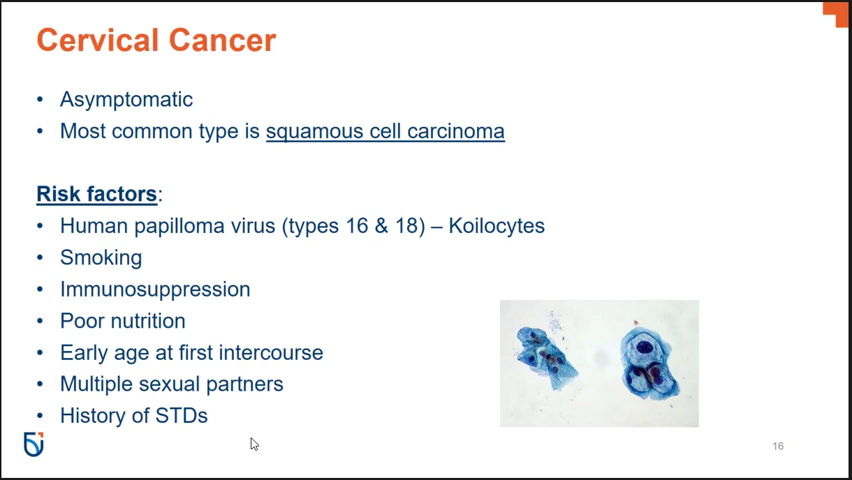 Cervical Cancer
• Asymptomatic
• Most common type is squamous cell carcinoma
Risk factors:
• Human papilloma virus (types 16 & 18) – Koilocytes
• Smoking
• Immunosuppression
• Poor nutrition
• Early age at first intercourse
• Multiple sexual partners
• History of STDs
16